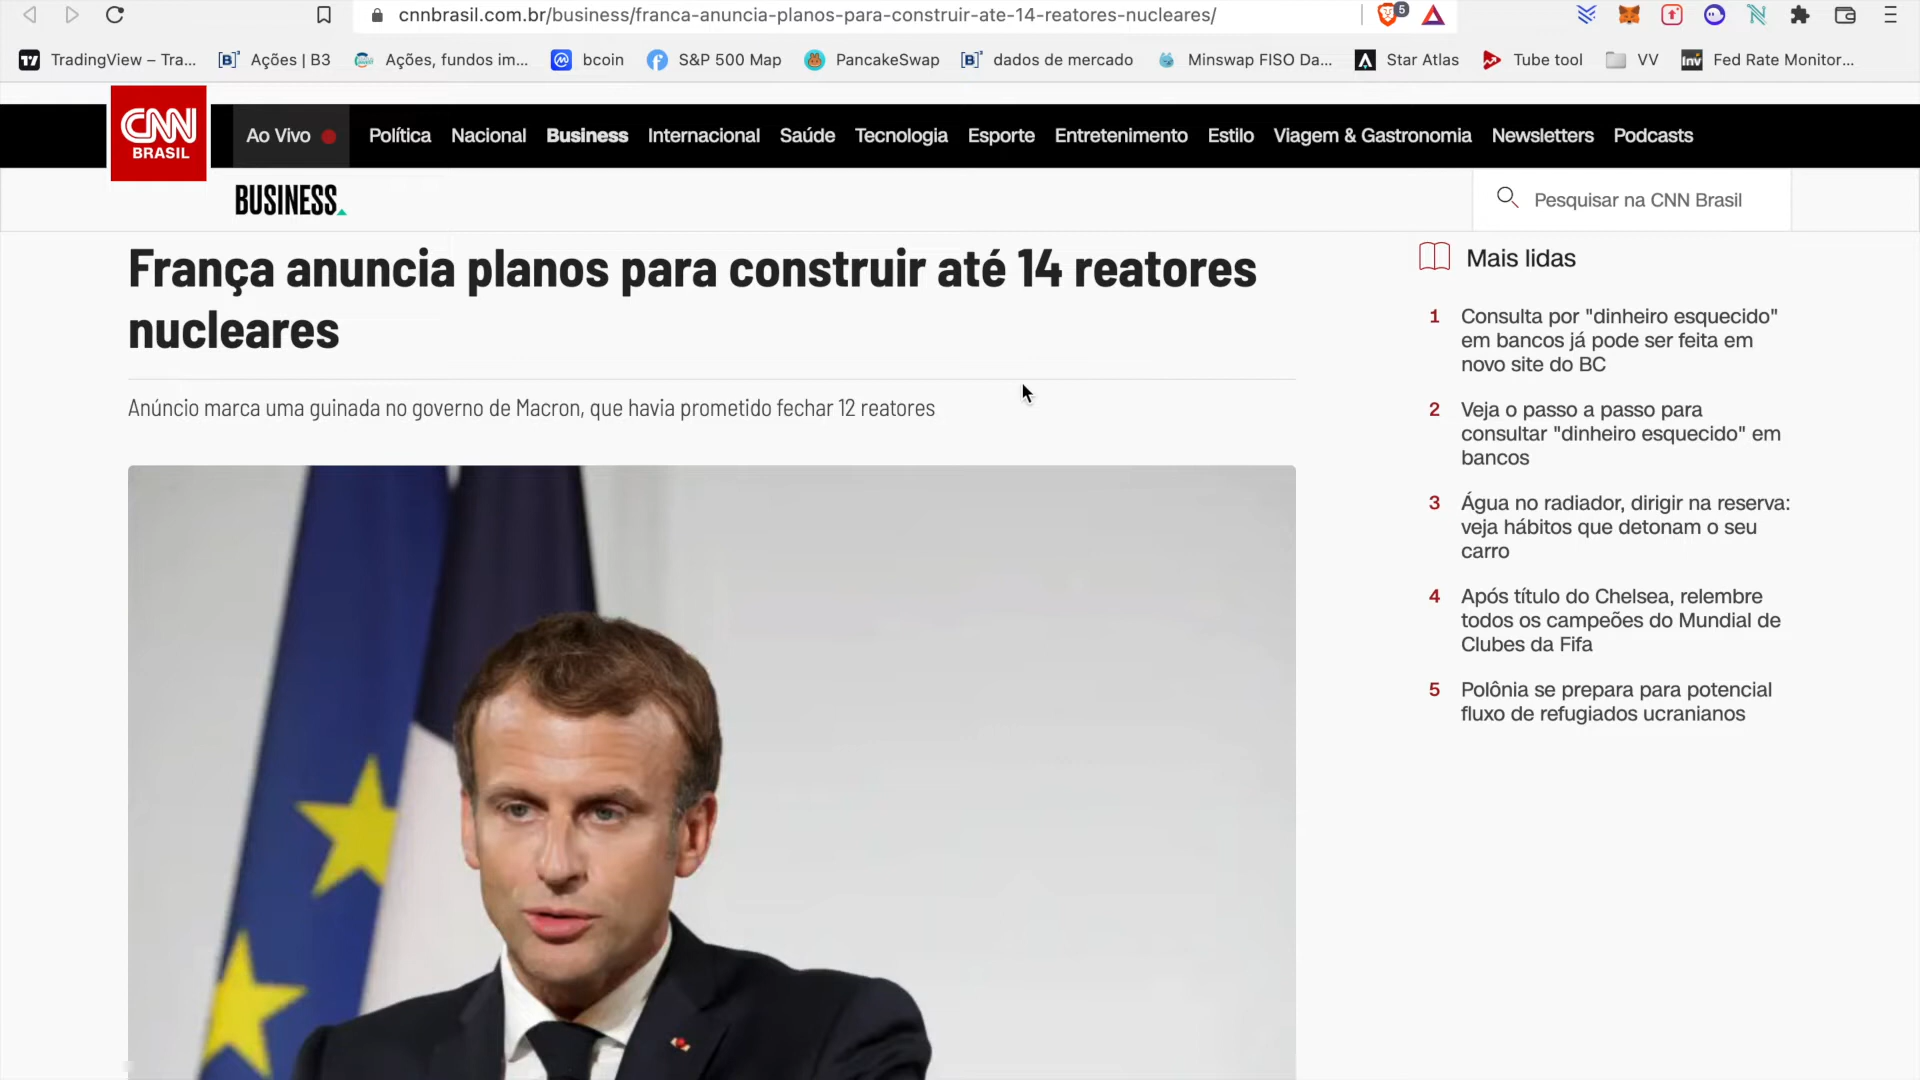 cnnbrasil.com.br/business/franca-anuncia-planos-para-construir-ate-14-reatores-nucleares/
5
TradingView – Tra...
Ações | B3
Ações, fundos im...
bcoin
S&P 500 Map
PancakeSwap
dados de mercado
Minswap FISO Da...
Star Atlas
Tube tool
VV
Inv
Fed Rate Monitor...
CNN
BRASIL
Ao Vivo
Política
Nacional
Business
Internacional
Saúde
Tecnologia
Esporte
Entretenimento
Estilo
Viagem & Gastronomia
Newsletters
Podcasts
BUSINESS
Pesquisar na CNN Brasil
França anuncia planos para construir até 14 reatores
nucleares
Anúncio marca uma guinada no governo de Macron, que havia prometido fechar 12 reatores
Mais lidas
1 Consulta por "dinheiro esquecido"
em bancos já pode ser feita em
novo site do BC
2 Veja o passo a passo para
consultar "dinheiro esquecido" em
bancos
3 Água no radiador, dirigir na reserva:
veja hábitos que detonam o seu
carro
4 Após título do Chelsea, relembre
todos os campeões do Mundial de
Clubes da Fifa
5 Polônia se prepara para potencial
fluxo de refugiados ucranianos